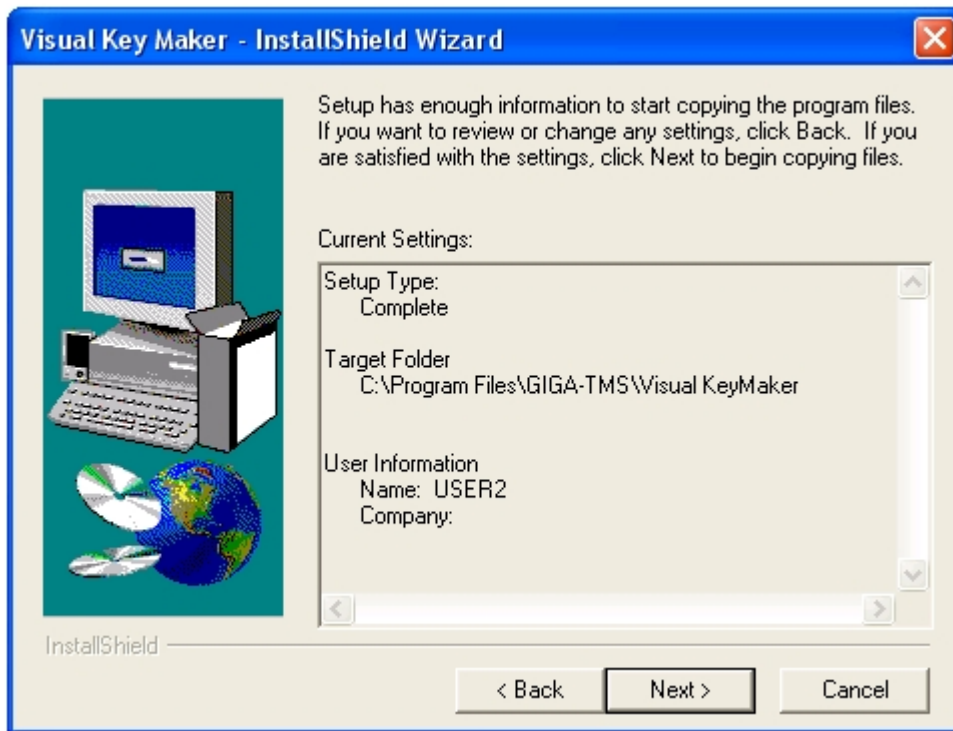 Visual Key Maker - InstallShield Wizard
Setup has enough information to start copying the program files.
If you want to review or change any settings, click Back.  If you
are satisfied with the settings, click Next to begin copying files.
Current Settings:
Setup Type:
Complete
Target Folder
C:\Program Files\GIGA-TMS\Visual KeyMaker
User Information
Name:  USER2
Company:
InstallShield
< Back
Next >
Cancel